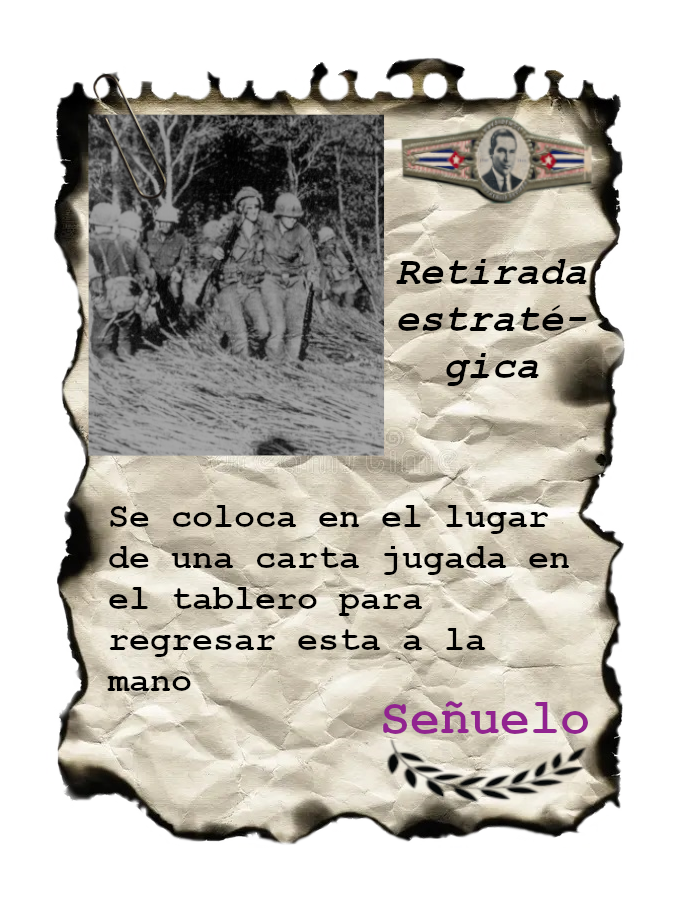 Retirada
estraté-
gica
Se coloca en el lugar
de una carta jugada en
el tablero para
regresar esta a la
mano
Señuelo